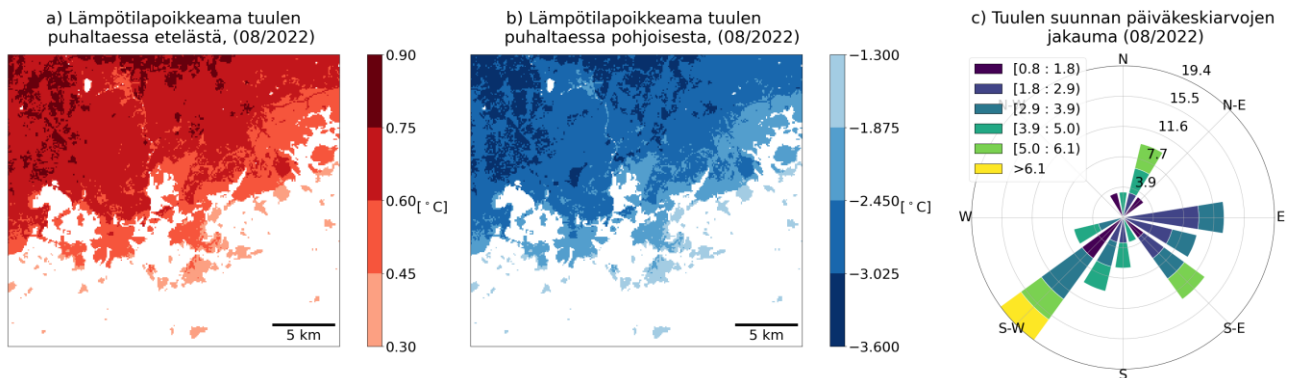 a) Lämpötilapoikkeama tuulen
puhaltaessa etelästä, (08/2022)
0.90
0.75
0.60
[°C]
0.45
0.30
5 km
b) Lämpötilapoikkeama tuulen
puhaltaessa pohjoisesta, (08/2022)
−1.300
−1.875
−2.450
[°C]
−3.025
−3.600
5 km
c) Tuulen suunnan päiväkeskiarvojen
jakauma (08/2022)
[0.8 : 1.8)
[1.8 : 2.9)
[2.9 : 3.9)
[3.9 : 5.0)
[5.0 : 6.1)
>6.1
N
N-E
E
S-E
S
S-W
W
N-W
19.4
15.5
11.6
7.7
3.9